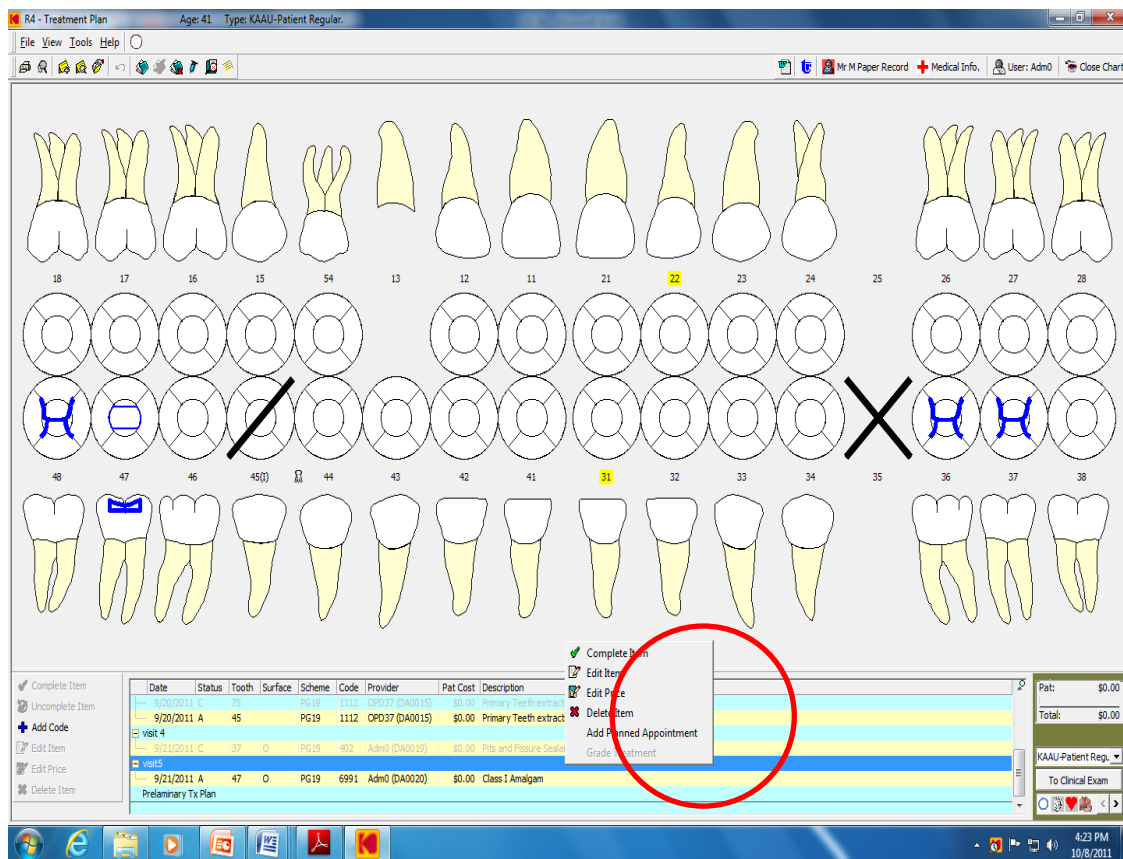 R4 - Treatment Plan Age: 41 Type: KAAU-Patient Regular.
File View Tools Help
Mr M Paper Record Medical Info. User: Adm0 Close Chart
18 17 16 15 54 13 12 11 21 22 23 24 25 26 27 28
48 47 46 45(I) 44 43 42 41 31 32 33 34 35 36 37 38
Complete Item
Edit Item
Edit Price
Delete Item
Add Planned Appointment
Grade Treatment
Complete Item
Uncomplete Item
Add Code
Edit Item
Edit Price
Delete Item
Date Status Tooth Surface Scheme Code Provider Pat Cost Description
9/20/2011 C 75 PG19 1112 OPD37 (DA0015) $0.00 Primary Teeth extract
9/20/2011 A 45 PG19 1112 OPD37 (DA0015) $0.00 Primary Teeth extract
visit 4
9/21/2011 C 37 O PG19 402 Adm0 (DA0019) $0.00 Pits and Fissure Sealan
visit5
9/21/2011 A 47 O PG19 6991 Adm0 (DA0020) $0.00 Class I Amalgam
Prelaminary Tx Plan
Pat: $0.00
Total: $0.00
KAAU-Patient Regu
To Clinical Exam
4:23 PM
10/8/2011